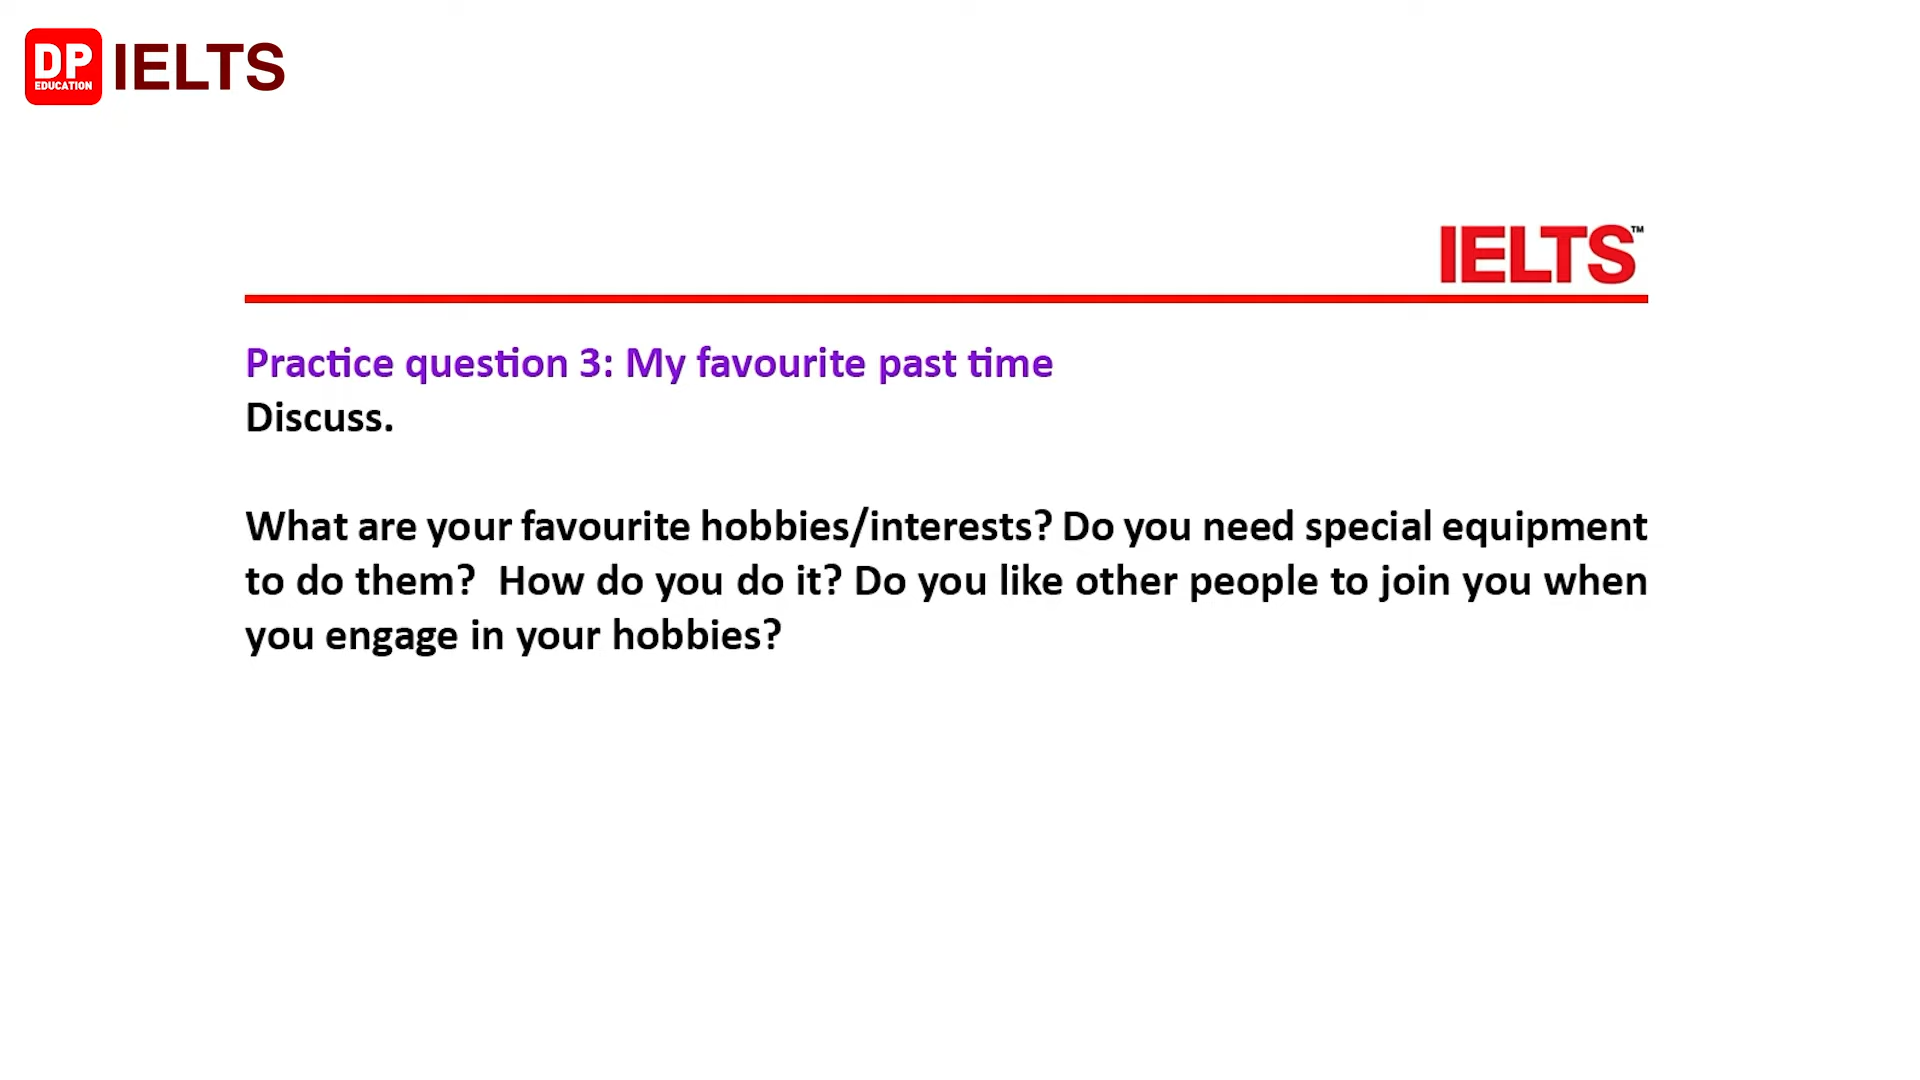 DP
EDUCATION
IELTS
IELTS™
Practice question 3: My favourite past time
Discuss.
What are your favourite hobbies/interests? Do you need special equipment
to do them?  How do you do it? Do you like other people to join you when
you engage in your hobbies?